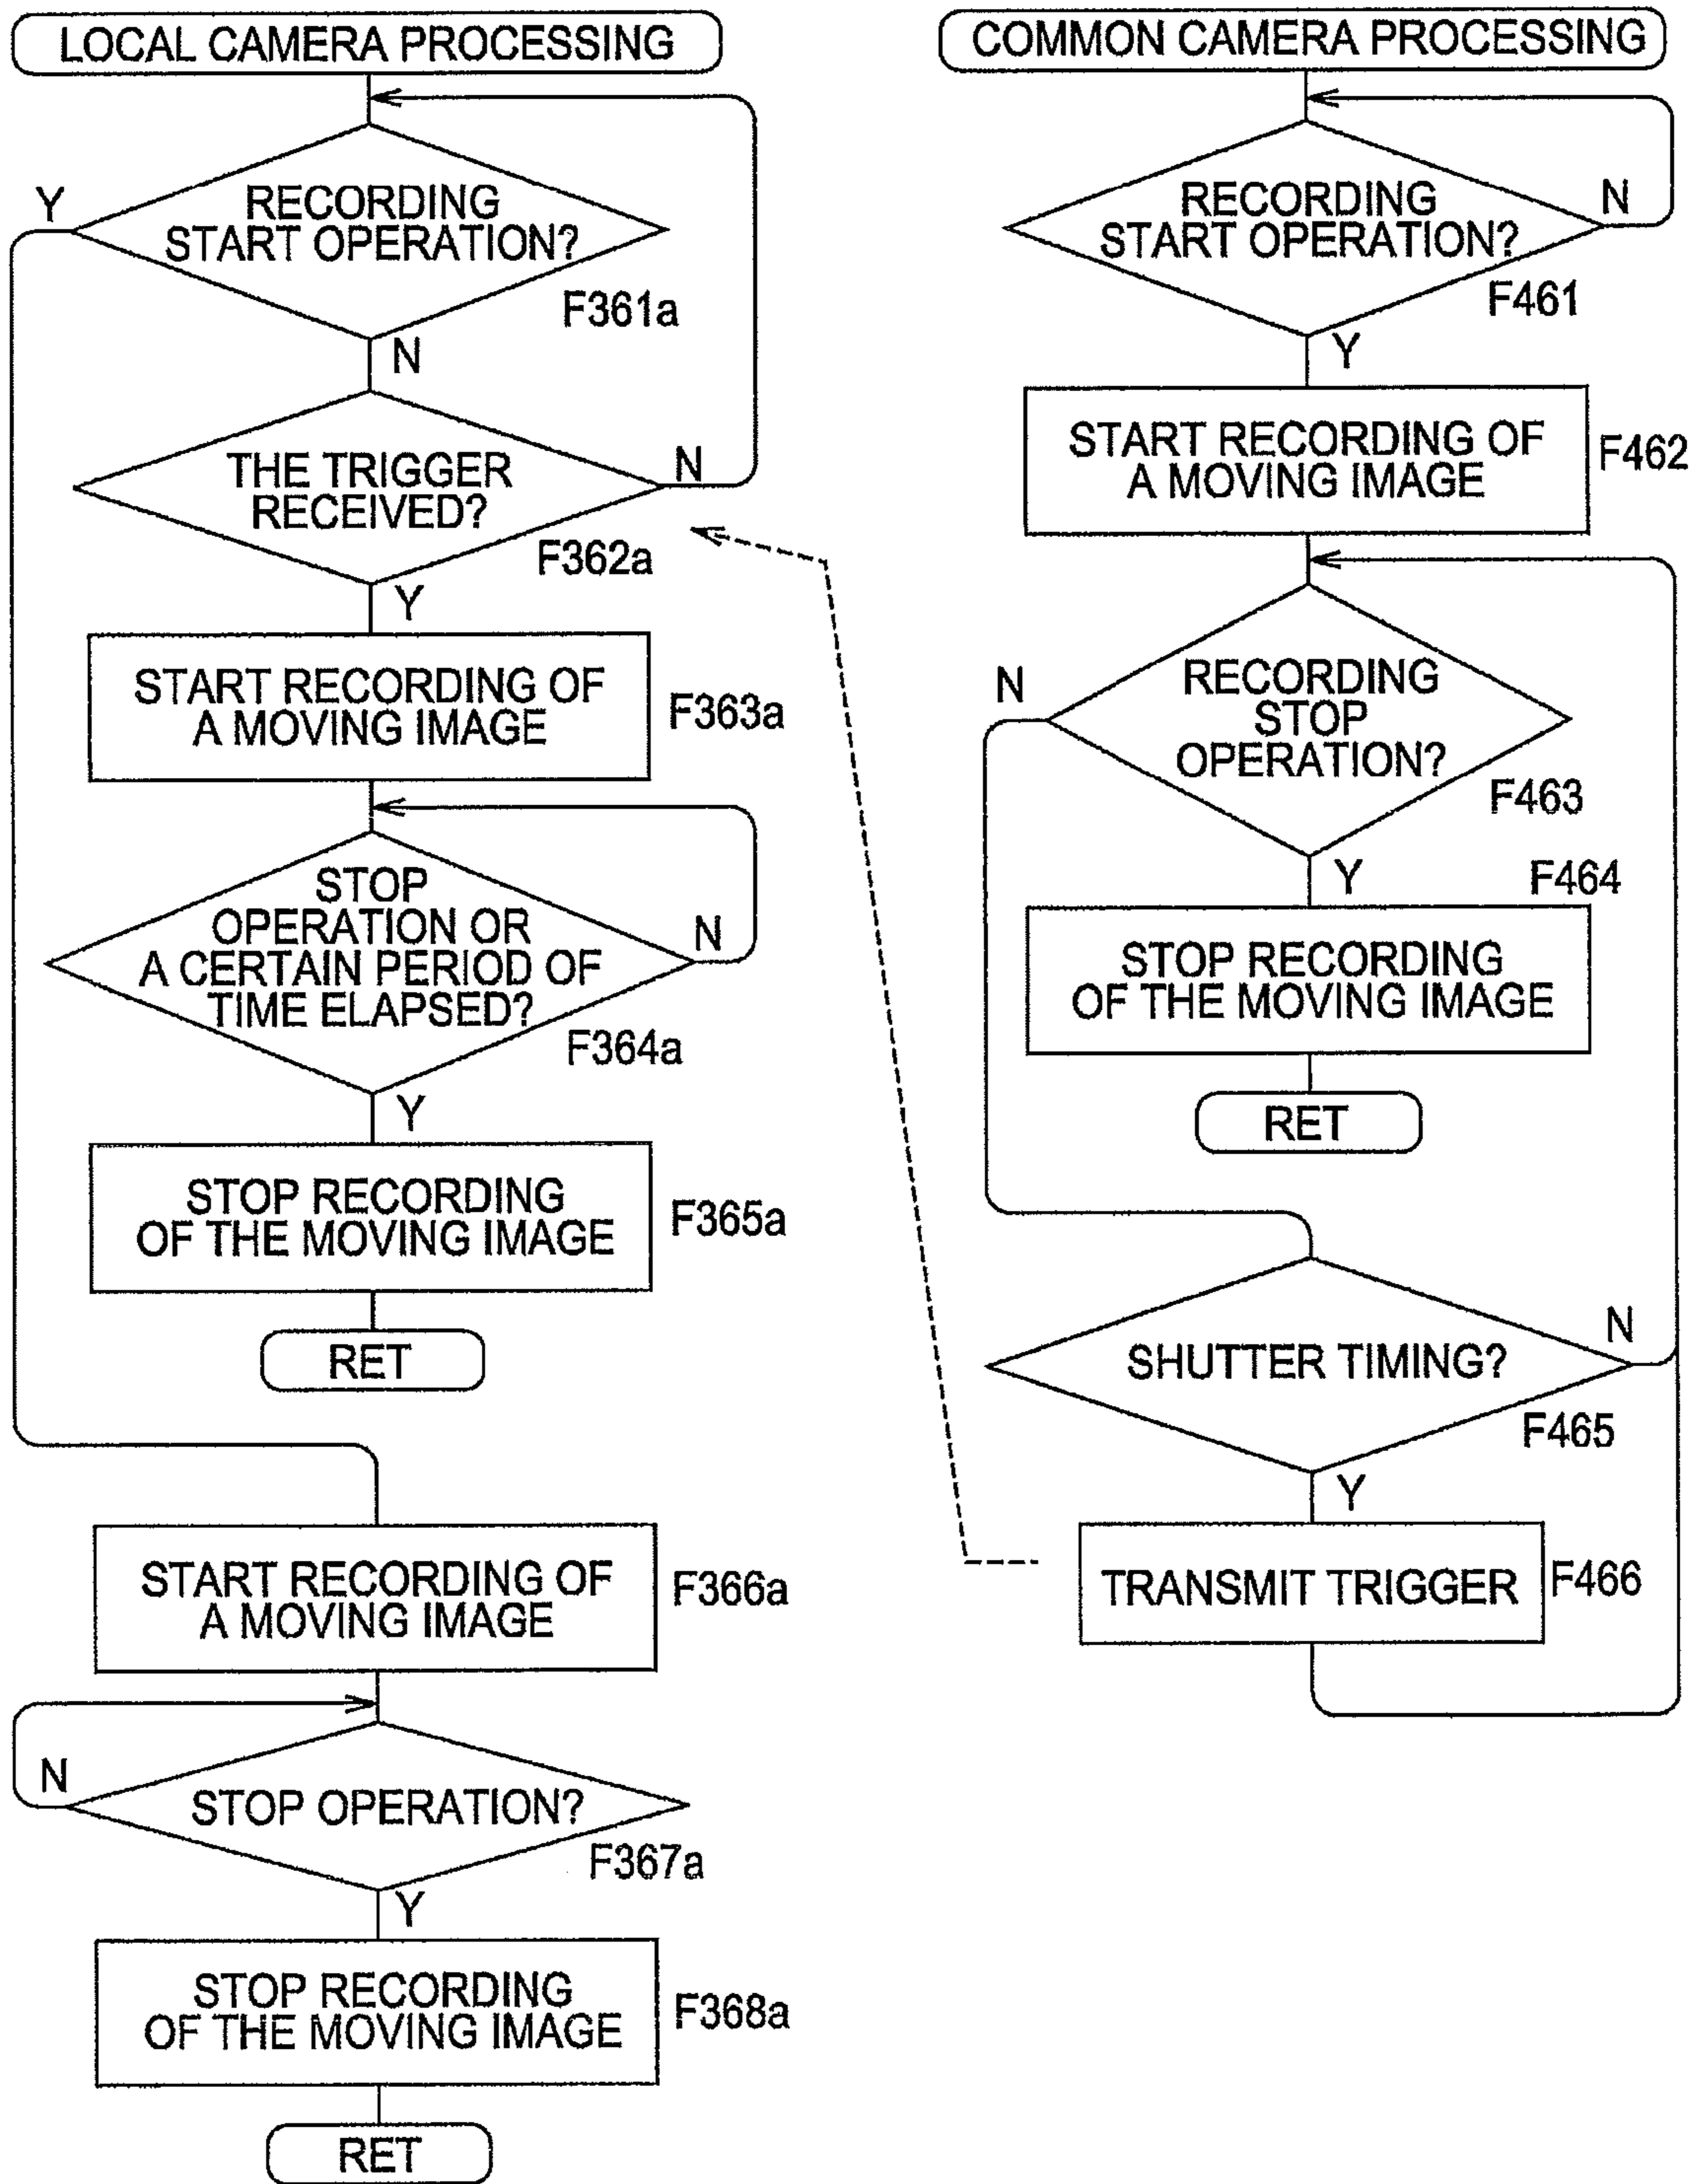 LOCAL CAMERA PROCESSING
Y
RECORDING
START OPERATION?
F361a
N
THE TRIGGER
RECEIVED?
N
F362a
Y
START RECORDING OF
A MOVING IMAGE
F363a
STOP
OPERATION OR
A CERTAIN PERIOD OF
TIME ELAPSED?
N
F364a
Y
STOP RECORDING
OF THE MOVING IMAGE
F365a
RET
START RECORDING OF
A MOVING IMAGE
F366a
N
STOP OPERATION?
F367a
Y
STOP RECORDING
OF THE MOVING IMAGE
F368a
RET
COMMON CAMERA PROCESSING
RECORDING
START OPERATION?
N
F461
Y
START RECORDING OF
A MOVING IMAGE
F462
N
RECORDING
STOP
OPERATION?
F463
Y
F464
STOP RECORDING
OF THE MOVING IMAGE
RET
SHUTTER TIMING?
N
F465
Y
TRANSMIT TRIGGER
F466